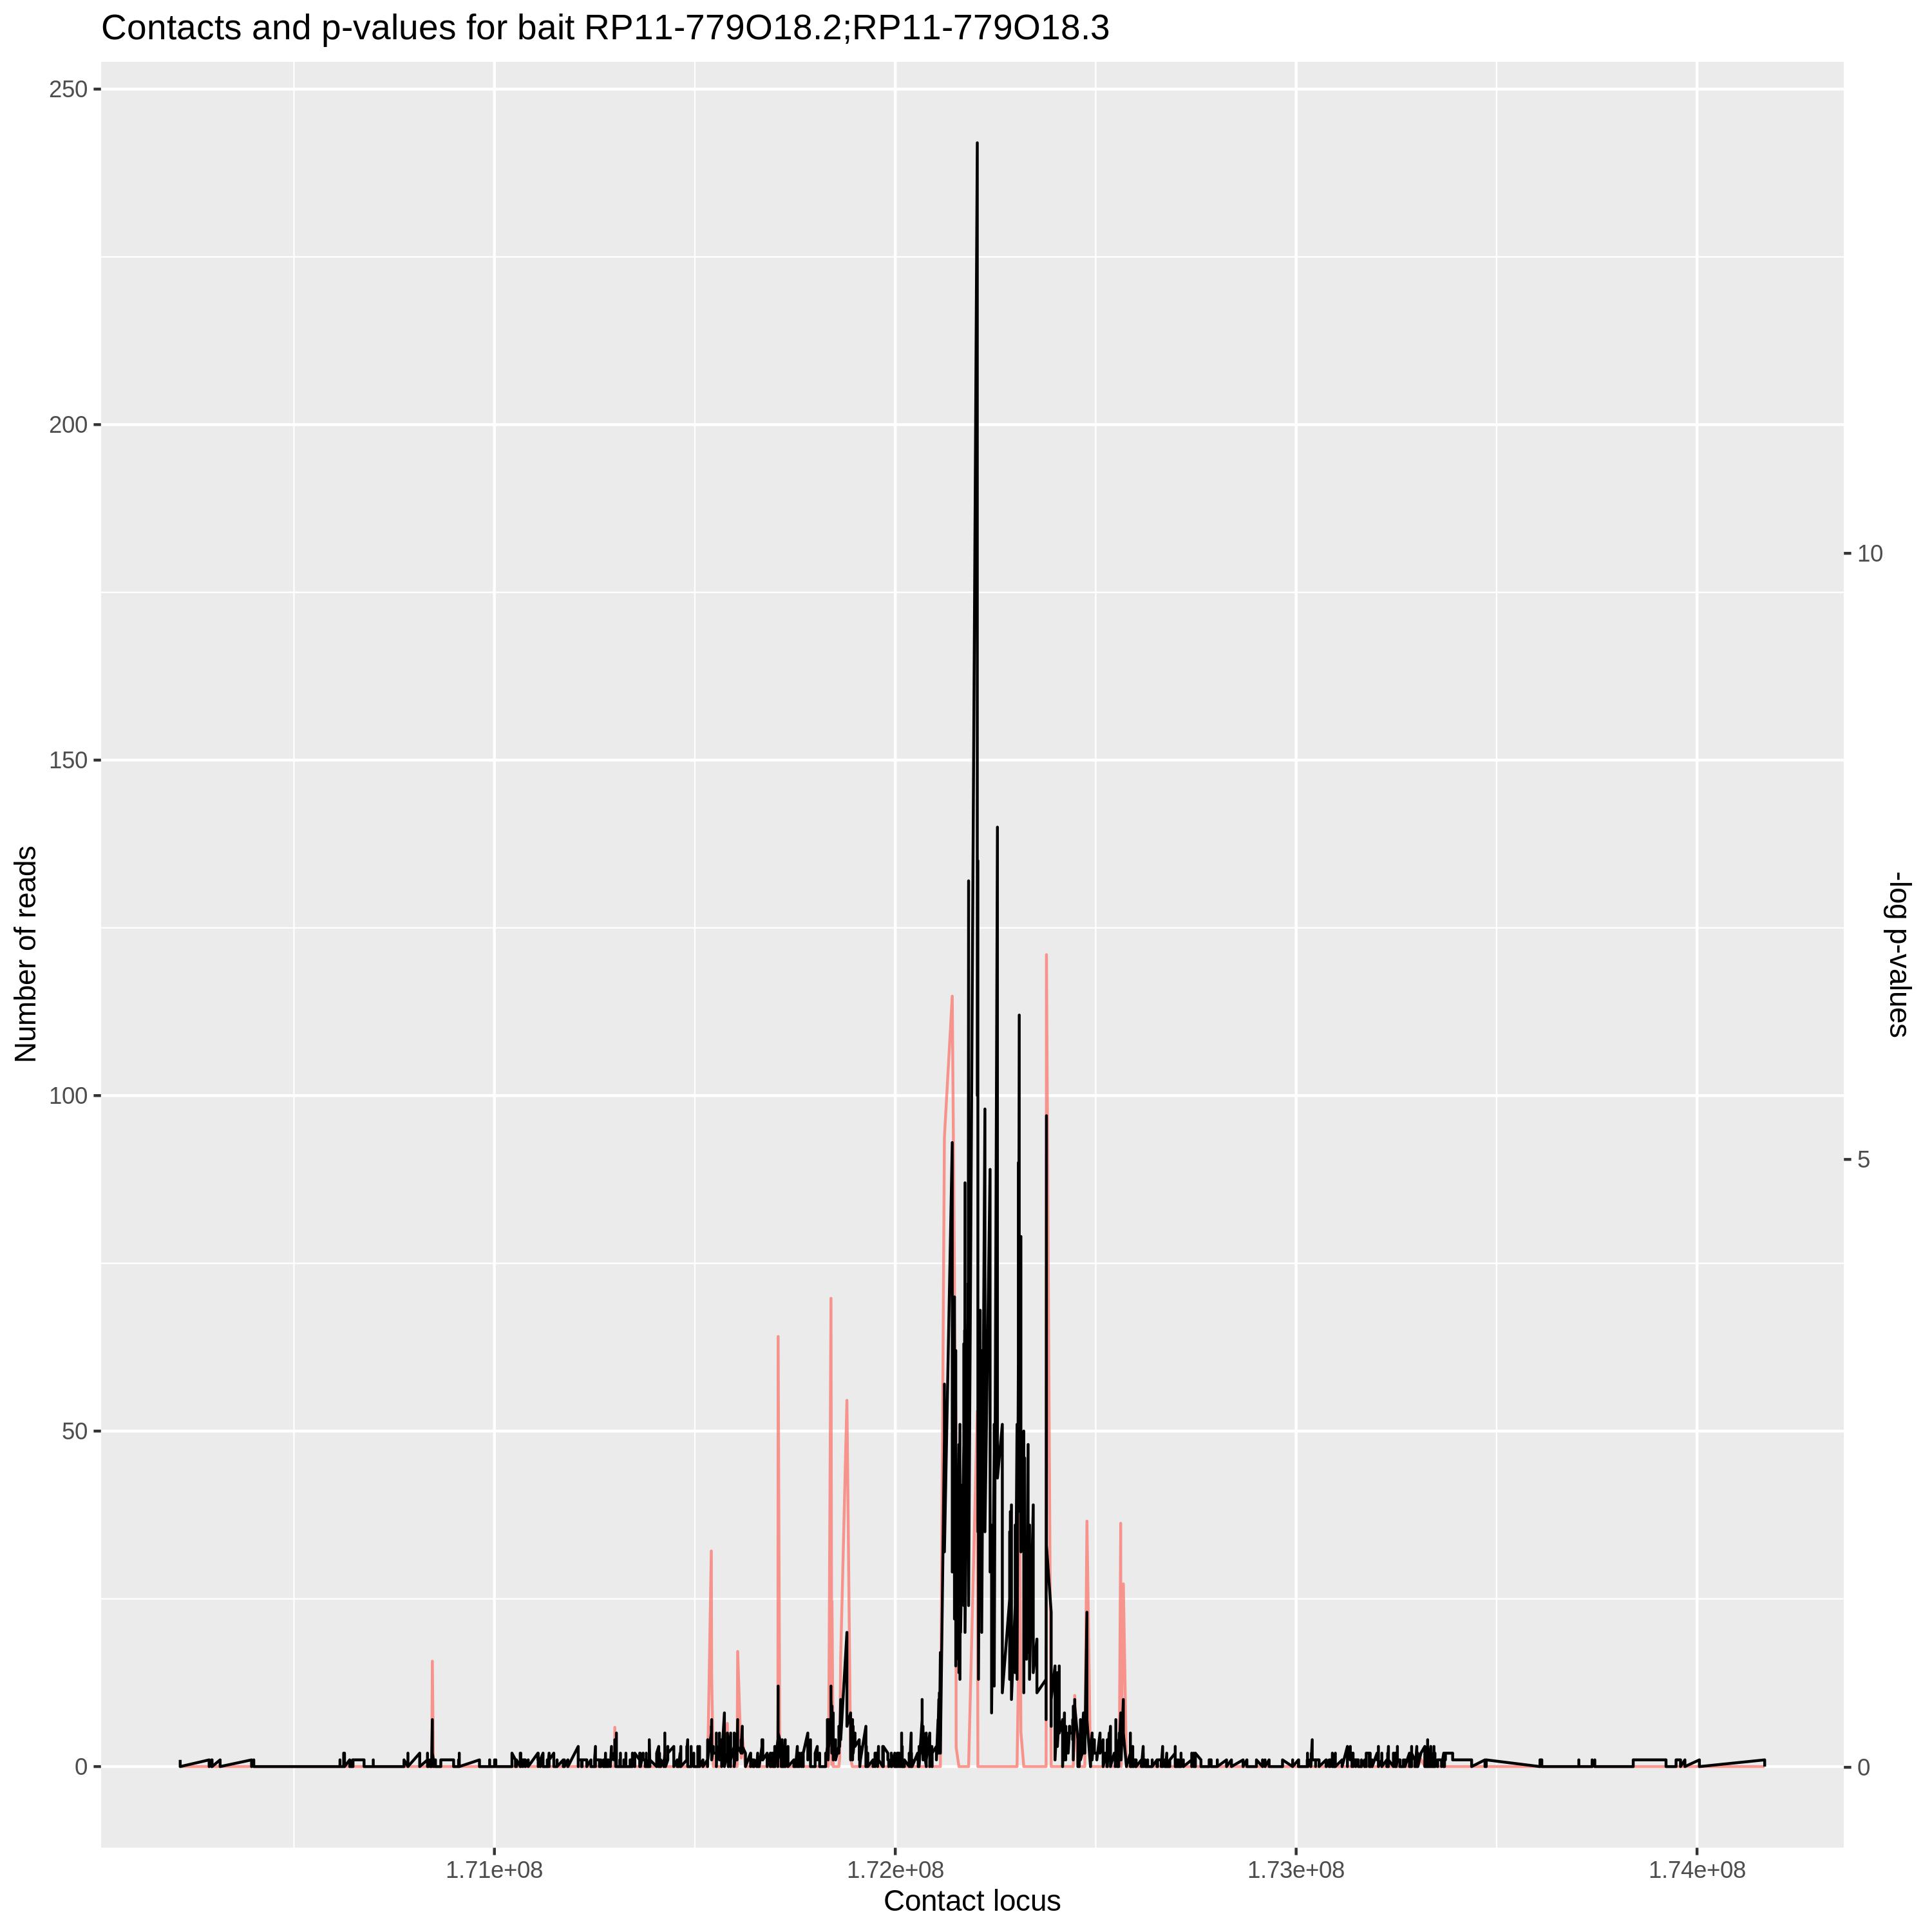 Contacts and p-values for bait RP11-779O18.2;RP11-779O18.3
250
200
150
100
50
0
Number of reads
10
5
0
-log p-values
1.71e+08 1.72e+08 1.73e+08 1.74e+08
Contact locus